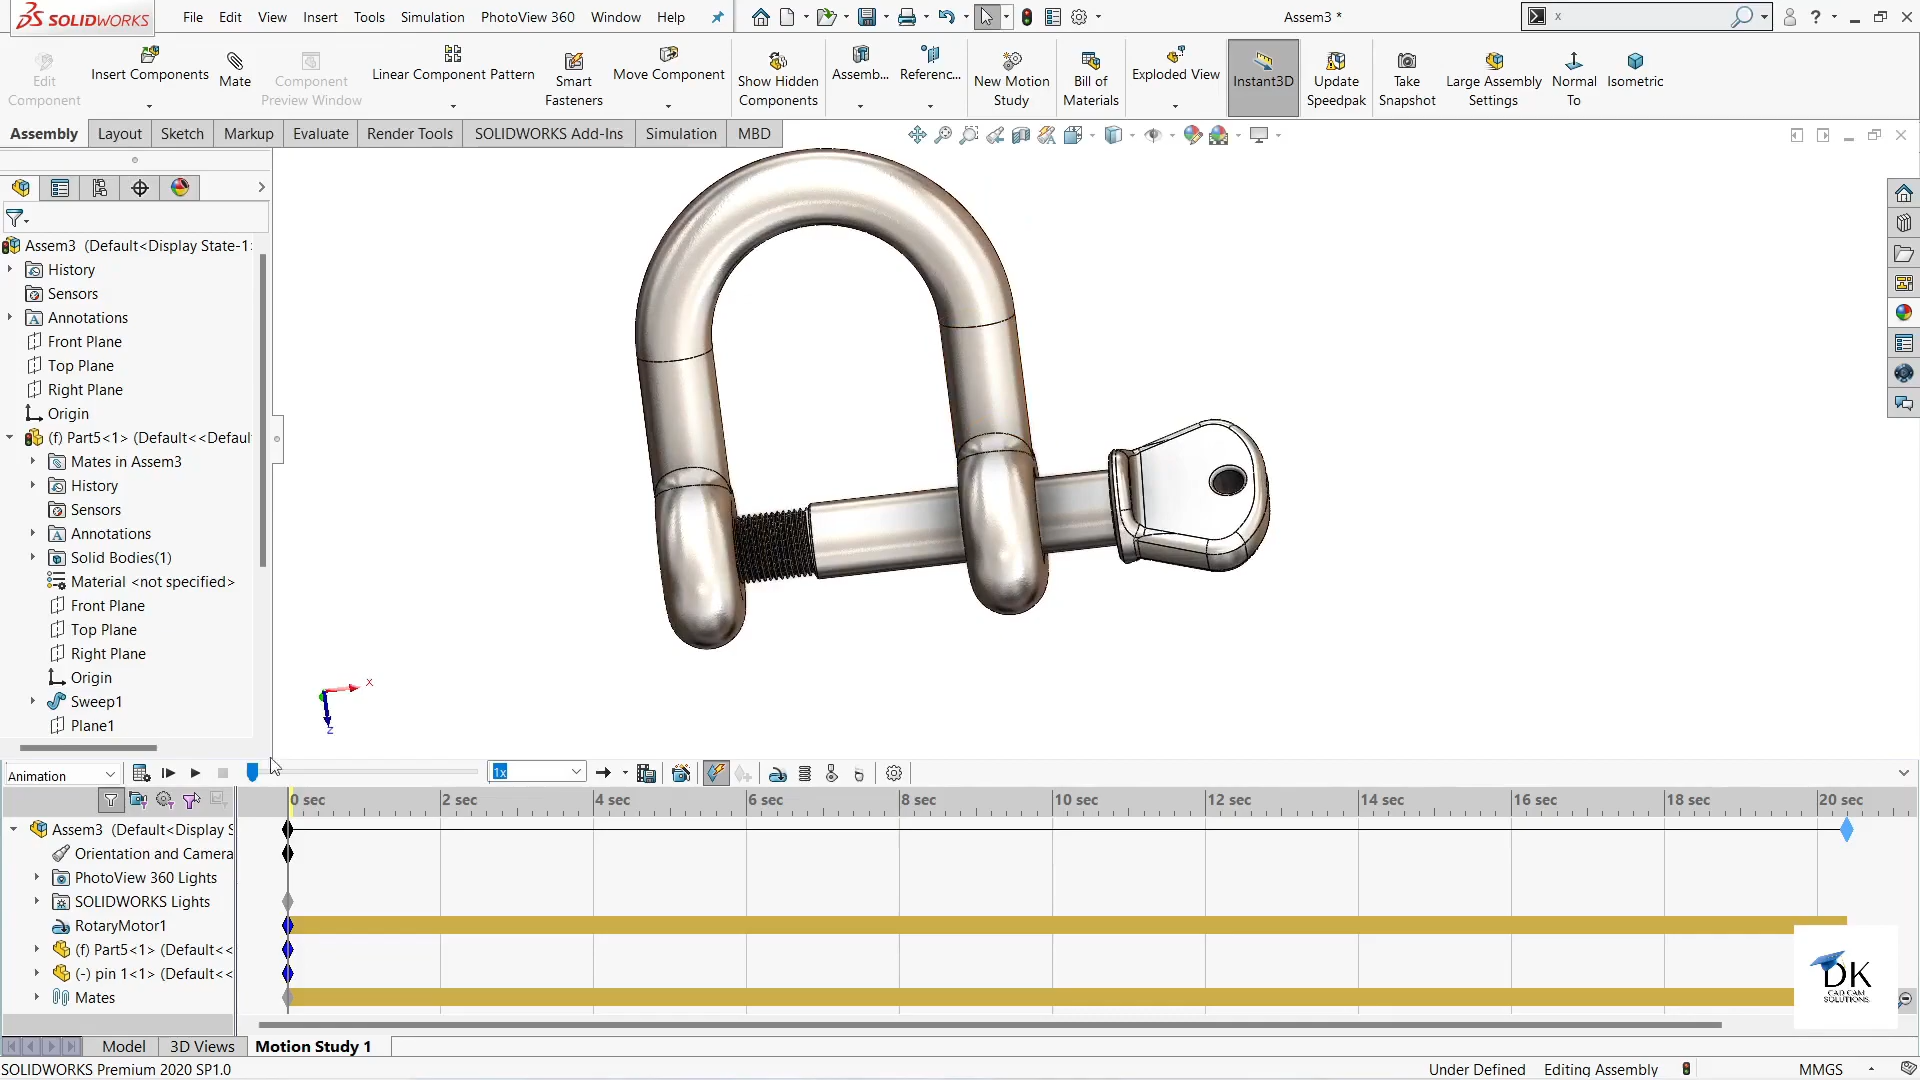 SOLIDWORKS File Edit View Insert Tools Simulation PhotoView 360 Window Help Assem3 * x ?
Edit Component
Insert Components
Mate
Component Preview Window
Linear Component Pattern
Smart Fasteners
Move Component
Show Hidden Components
Assemb...
Referenc...
New Motion Study
Bill of Materials
Exploded View
Instant3D
Update Speedpak
Take Snapshot
Large Assembly Settings
Normal To
Isometric
Assembly Layout Sketch Markup Evaluate Render Tools SOLIDWORKS Add-Ins Simulation MBD
Assem3 (Default<Display State-1
History
Sensors
Annotations
Front Plane
Top Plane
Right Plane
Origin
(f) Part5<1> (Default<<Defaul
Mates in Assem3
History
Sensors
Annotations
Solid Bodies(1)
Material <not specified>
Front Plane
Top Plane
Right Plane
Origin
Sweep1
Plane1
x
z
Animation 1x
0 sec 2 sec 4 sec 6 sec 8 sec 10 sec 12 sec 14 sec 16 sec 18 sec 20 sec
Assem3 (Default<Display S
Orientation and Camera
PhotoView 360 Lights
SOLIDWORKS Lights
RotaryMotor1
(f) Part5<1> (Default<<
(-) pin 1<1> (Default<<
Mates
DK
CAD CAM
SOLUTIONS
Model 3D Views Motion Study 1
SOLIDWORKS Premium 2020 SP1.0 Under Defined Editing Assembly MMGS